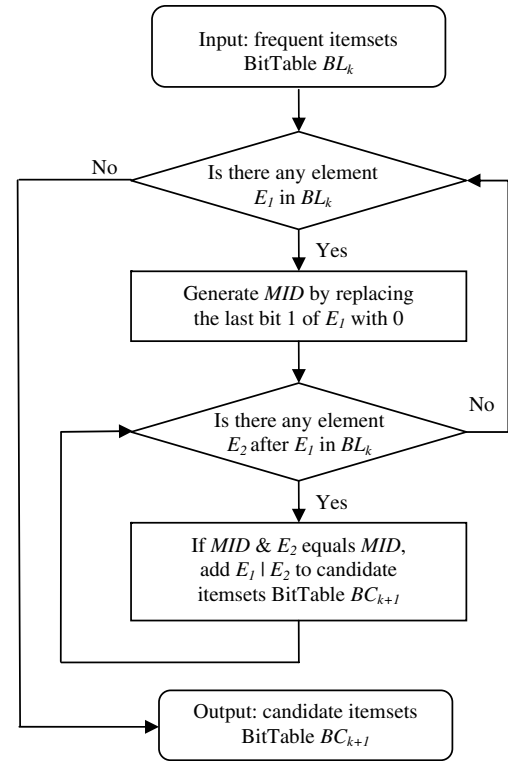 Input: frequent itemsets
BitTable BLk
No
Is there any element
E1 in BLk
Yes
Generate MID by replacing
the last bit 1 of E1 with 0
Is there any element
E2 after E1 in BLk
No
Yes
If MID & E2 equals MID,
add E1 | E2 to candidate
itemsets BitTable BCk+1
Output: candidate itemsets
BitTable BCk+1